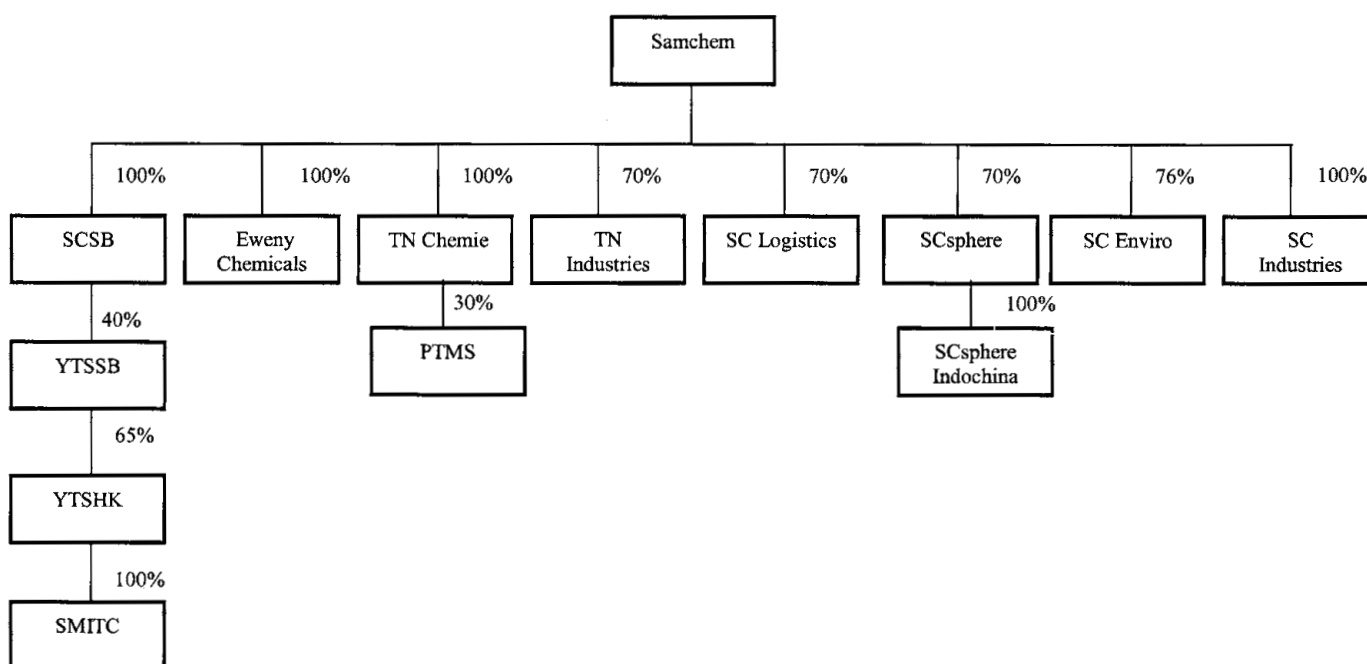 Samchem
100%
100%
100%
70%
70%
70%
76%
100%
SCSB
Eweny
Chemicals
TN Chemie
TN
Industries
SC Logistics
SCsphere
SC Enviro
SC
Industries
40%
30%
100%
YTSSB
PTMS
SCsphere
Indochina
65%
YTSHK
100%
SMITC